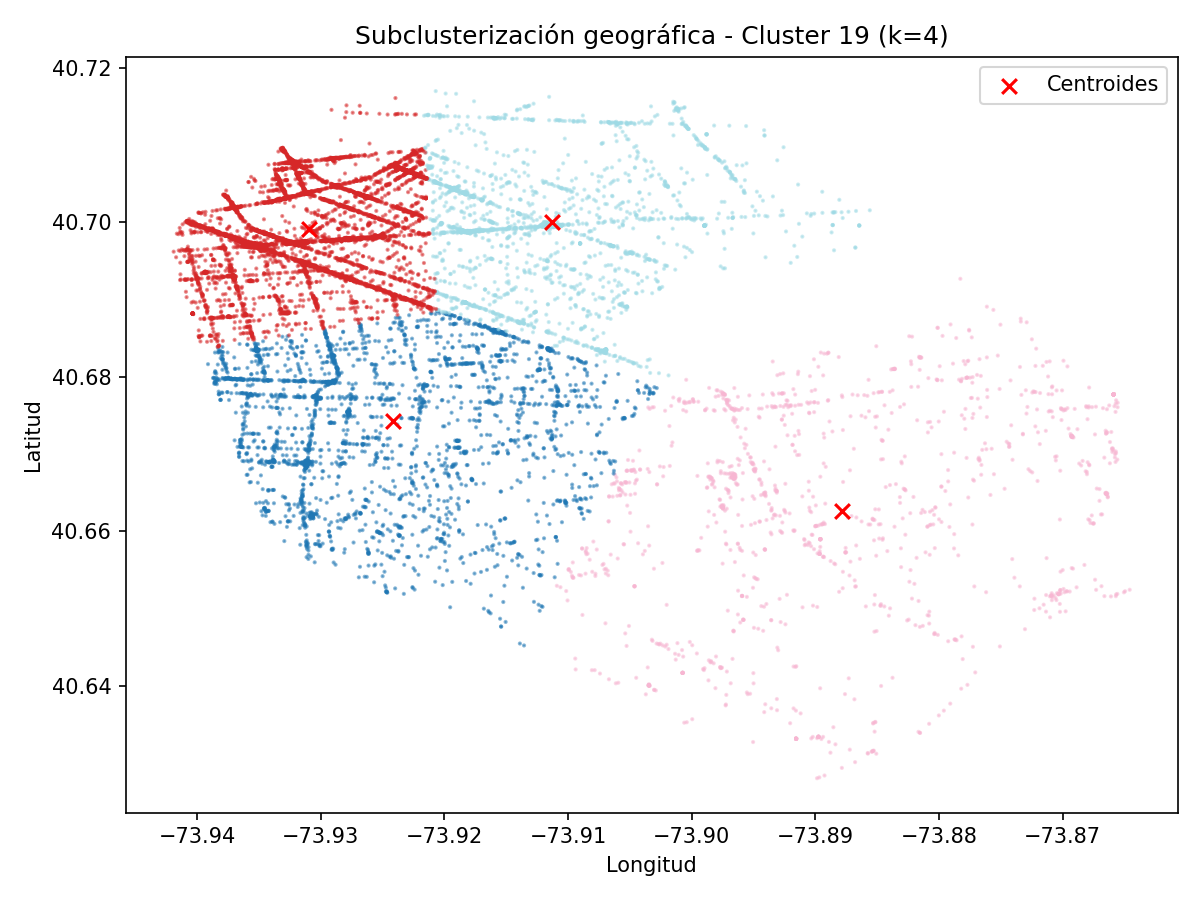 Subclusterización geográfica - Cluster 19 (k=4)
Centroides
Latitud
40.72
40.70
40.68
40.66
40.64
−73.94 −73.93 −73.92 −73.91 −73.90 −73.89 −73.88 −73.87
Longitud